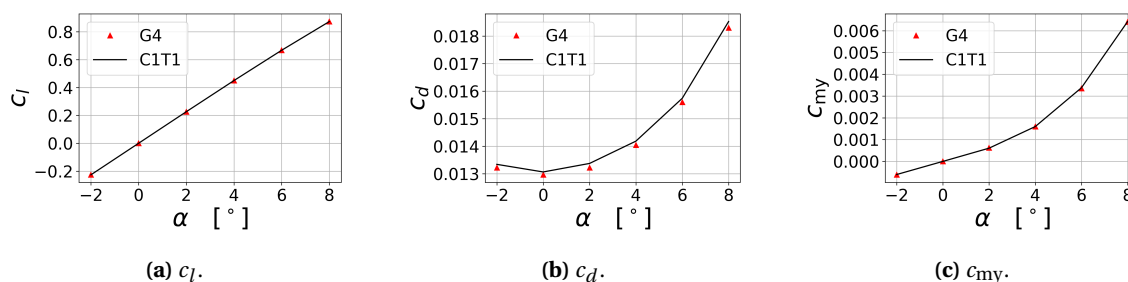 0.8
0.6
0.4
0.2
0.0
−0.2
c_l
G4
C1T1
−2 0 2 4 6 8
α [°]
(a) c_l.
0.018
0.017
0.016
0.015
0.014
0.013
c_d
G4
C1T1
−2 0 2 4 6 8
α [°]
(b) c_d.
0.006
0.005
0.004
0.003
0.002
0.001
0.000
c_my
G4
C1T1
−2 0 2 4 6 8
α [°]
(c) c_my.